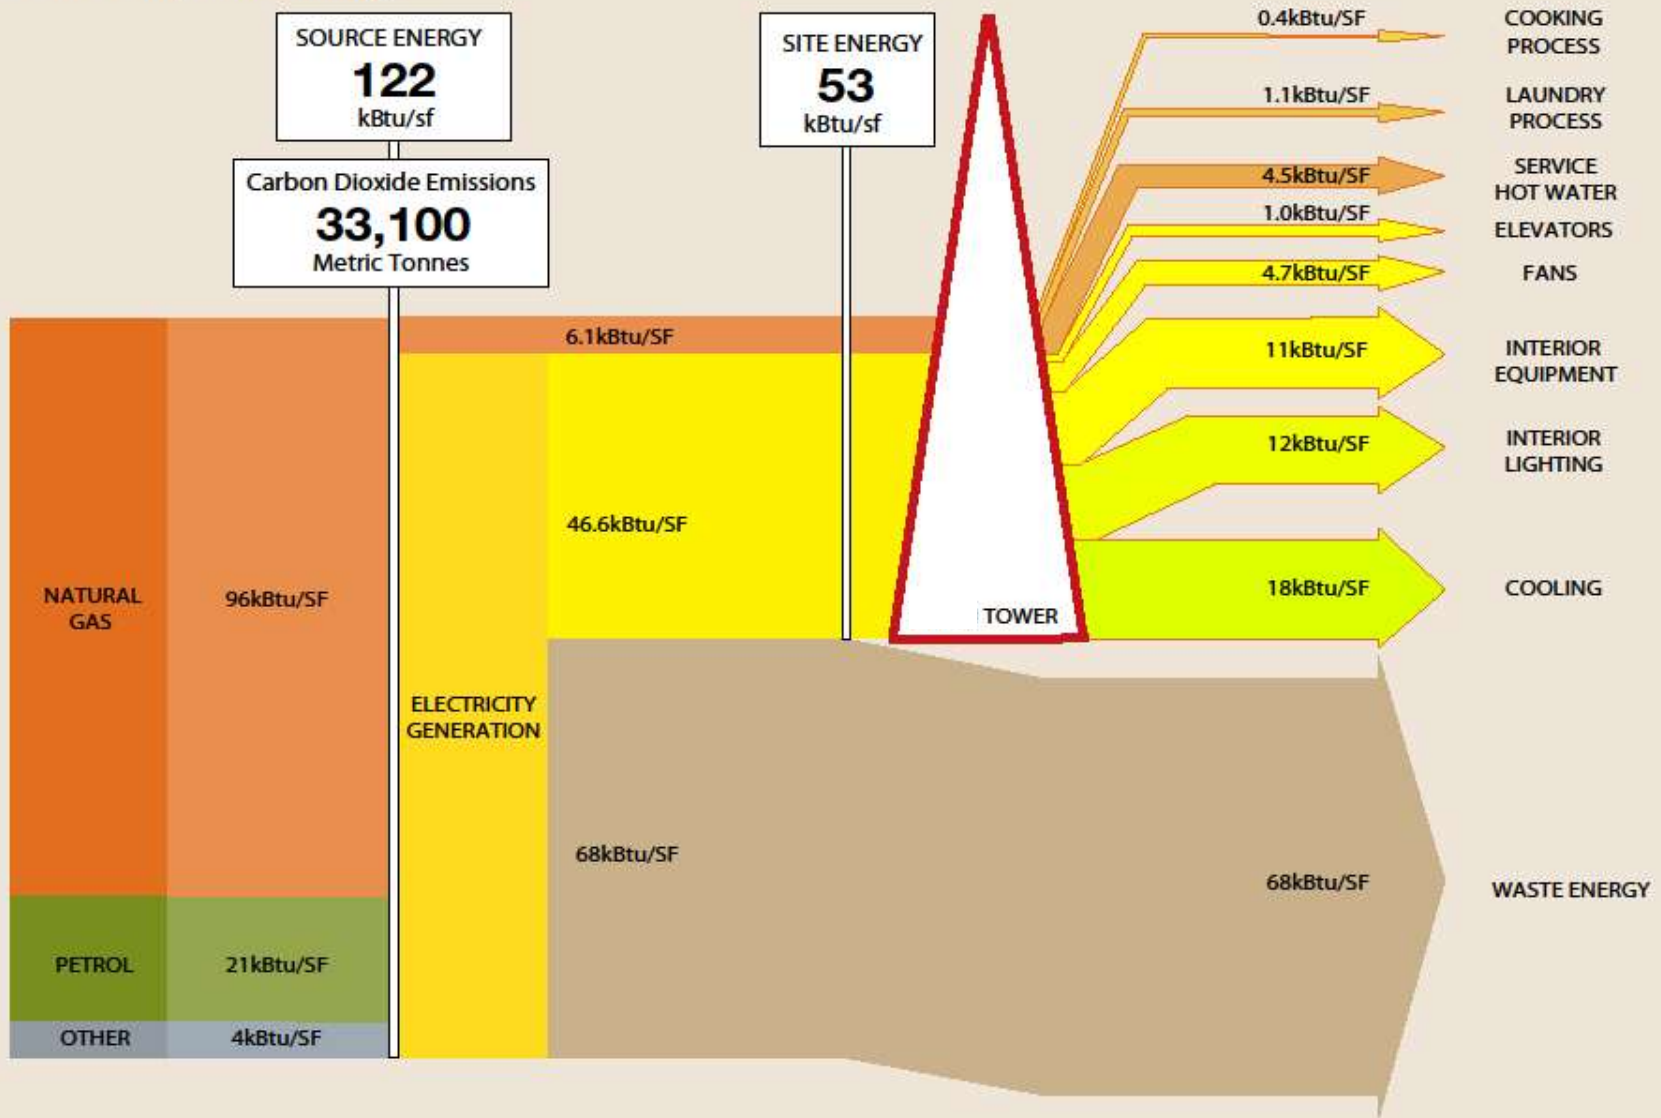 SOURCE ENERGY
122
kBtu/sf
Carbon Dioxide Emissions
33,100
Metric Tonnes
SITE ENERGY
53
kBtu/sf
0.4kBtu/SF
COOKING
PROCESS
1.1kBtu/SF
LAUNDRY
PROCESS
4.5kBtu/SF
SERVICE
HOT WATER
1.0kBtu/SF
ELEVATORS
4.7kBtu/SF
FANS
11kBtu/SF
INTERIOR
EQUIPMENT
12kBtu/SF
INTERIOR
LIGHTING
18kBtu/SF
COOLING
6.1kBtu/SF
46.6kBtu/SF
TOWER
NATURAL
GAS
96kBtu/SF
ELECTRICITY
GENERATION
68kBtu/SF
68kBtu/SF
WASTE ENERGY
PETROL
21kBtu/SF
OTHER
4kBtu/SF